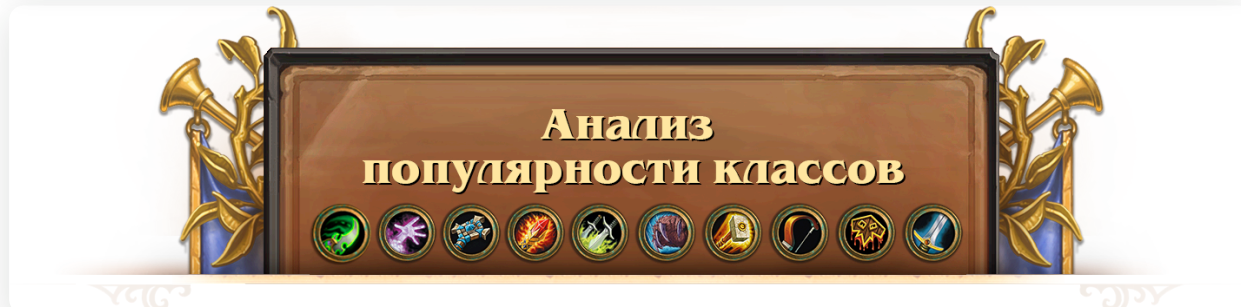 Анализ
популярности классов